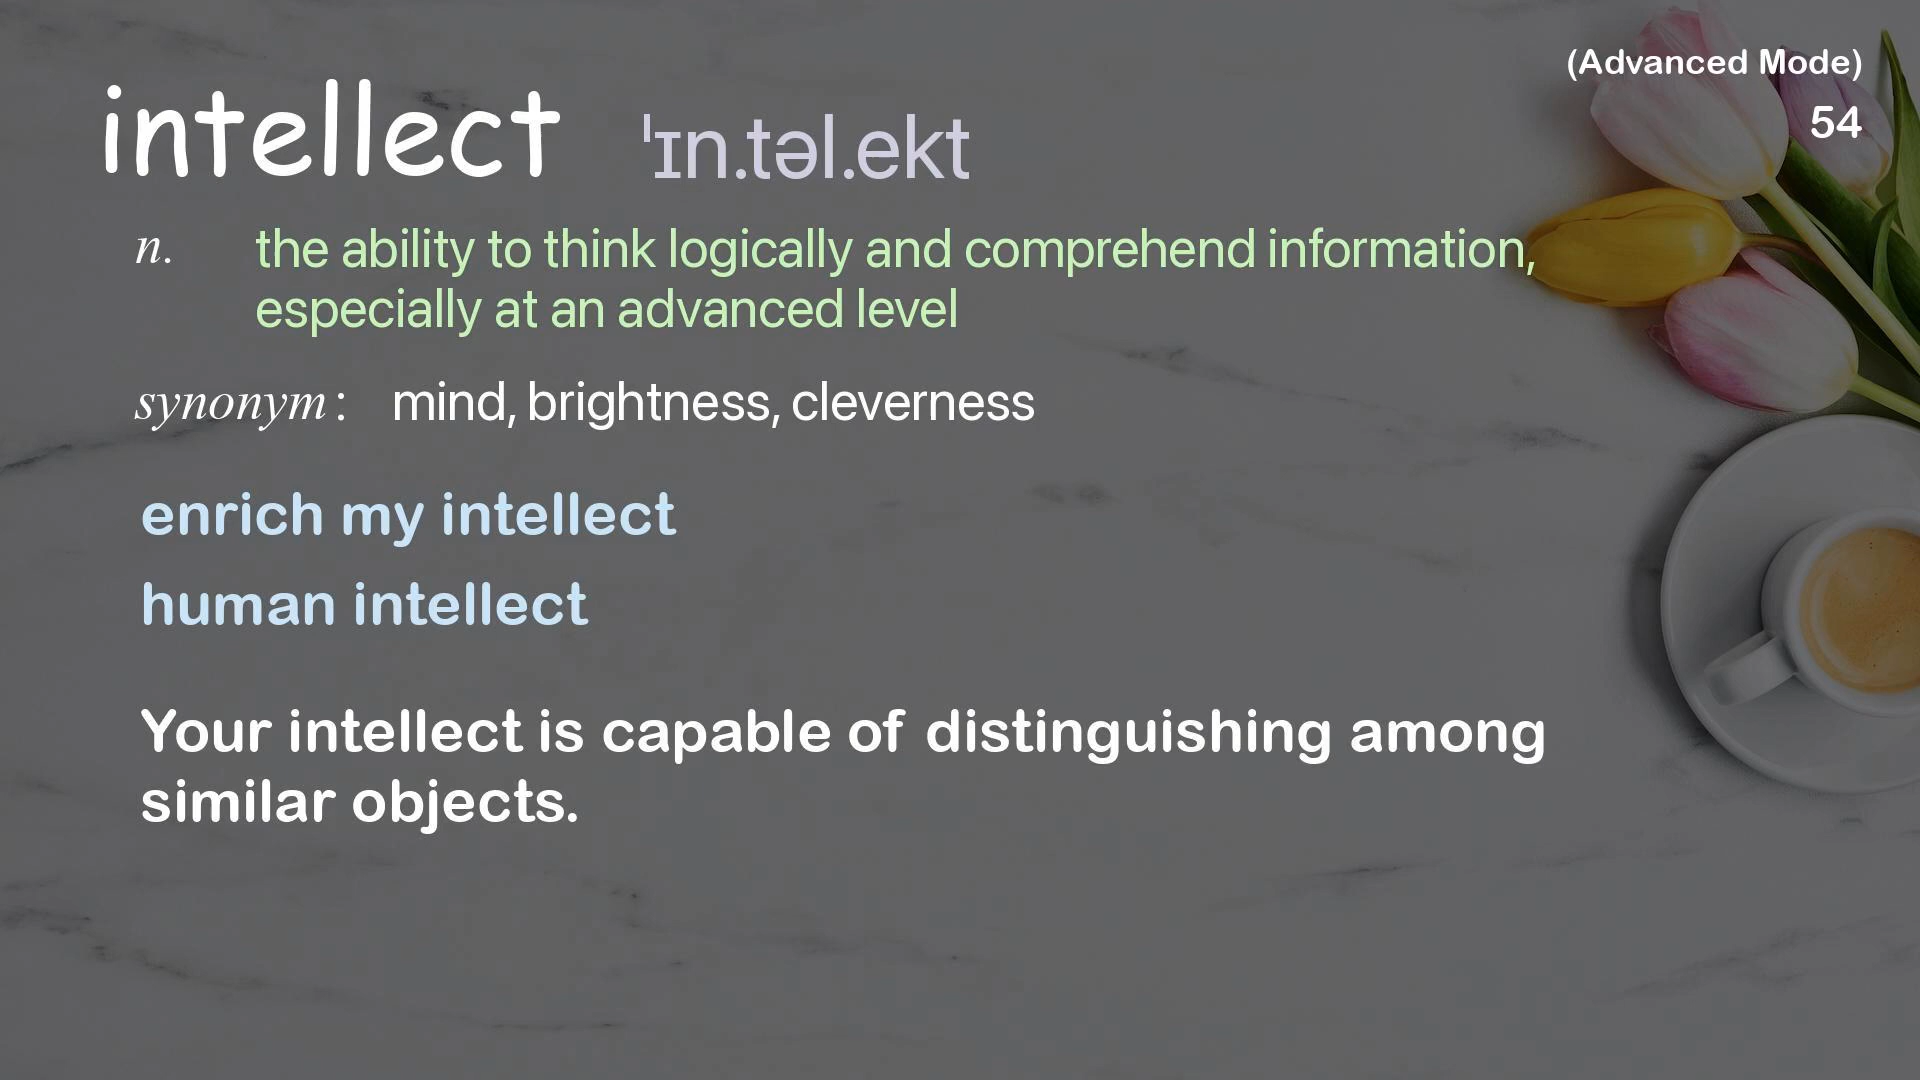 (Advanced Mode)
54
intellect ˈɪn.təl.ekt
n. the ability to think logically and comprehend information,
especially at an advanced level
synonym : mind, brightness, cleverness
enrich my intellect
human intellect
Your intellect is capable of distinguishing among
similar objects.